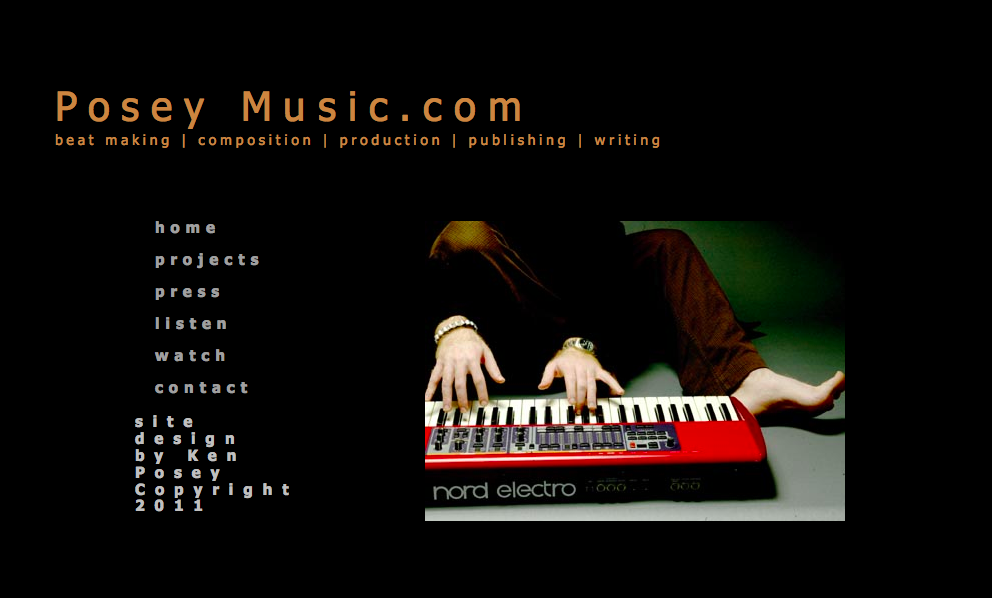 Posey Music.com
beat making | composition | production | publishing | writing
home
projects
press
listen
watch
contact
site
design
by Ken
Posey
Copyright
2011
nord electro